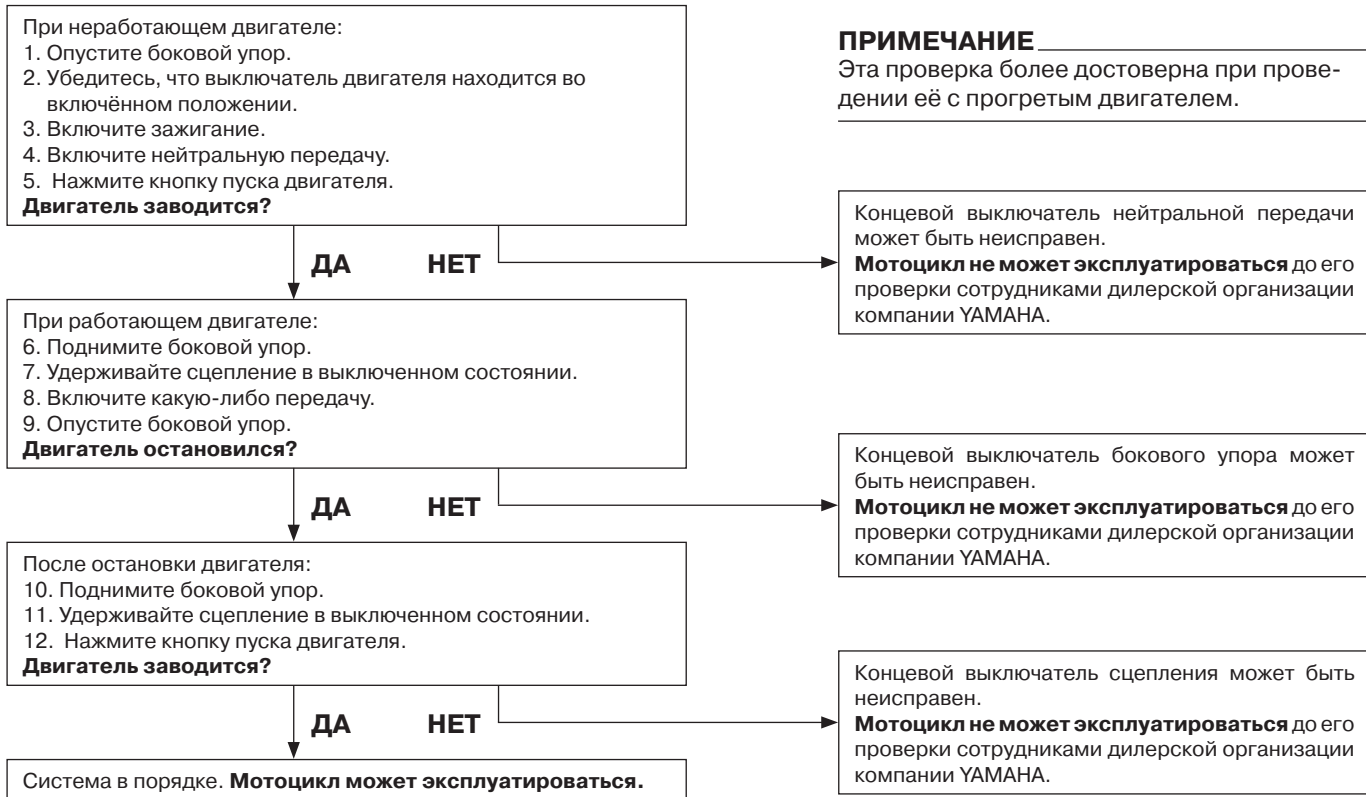 При неработающем двигателе:
1. Опустите боковой упор.
2. Убедитесь, что выключатель двигателя находится во
включённом положении.
3. Включите зажигание.
4. Включите нейтральную передачу.
5. Нажмите кнопку пуска двигателя.
Двигатель заводится?
ПРИМЕЧАНИЕ
Эта проверка более достоверна при прове-
дении её с прогретым двигателем.
ДА НЕТ
Концевой выключатель нейтральной передачи
может быть неисправен.
Мотоцикл не может эксплуатироваться до его
проверки сотрудниками дилерской организации
компании YAMAHA.
При работающем двигателе:
6. Поднимите боковой упор.
7. Удерживайте сцепление в выключенном состоянии.
8. Включите какую-либо передачу.
9. Опустите боковой упор.
Двигатель остановился?
ДА НЕТ
Концевой выключатель бокового упора может
быть неисправен.
Мотоцикл не может эксплуатироваться до его
проверки сотрудниками дилерской организации
компании YAMAHA.
После остановки двигателя:
10. Поднимите боковой упор.
11. Удерживайте сцепление в выключенном состоянии.
12. Нажмите кнопку пуска двигателя.
Двигатель заводится?
ДА НЕТ
Концевой выключатель сцепления может быть
неисправен.
Мотоцикл не может эксплуатироваться до его
проверки сотрудниками дилерской организации
компании YAMAHA.
Система в порядке. Мотоцикл может эксплуатироваться.